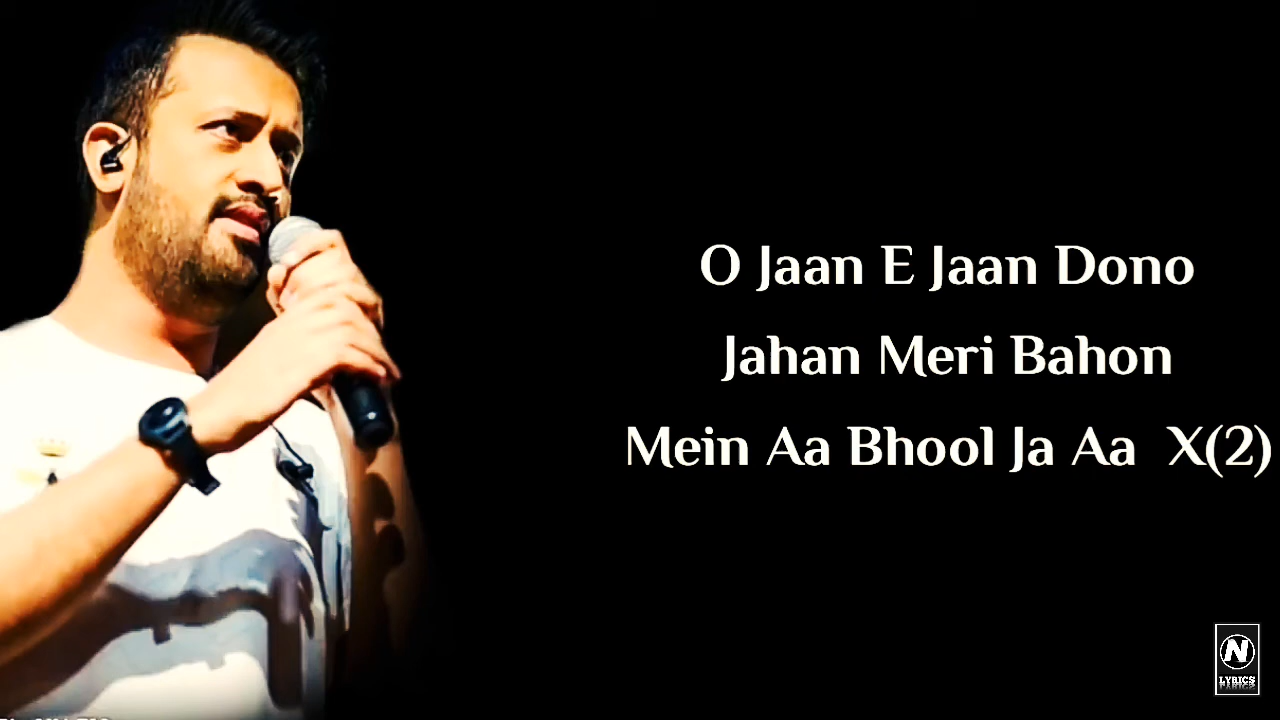 O Jaan E Jaan Dono
Jahan Meri Bahon
Mein Aa Bhool Ja Aa X(2)
N
LYRICS